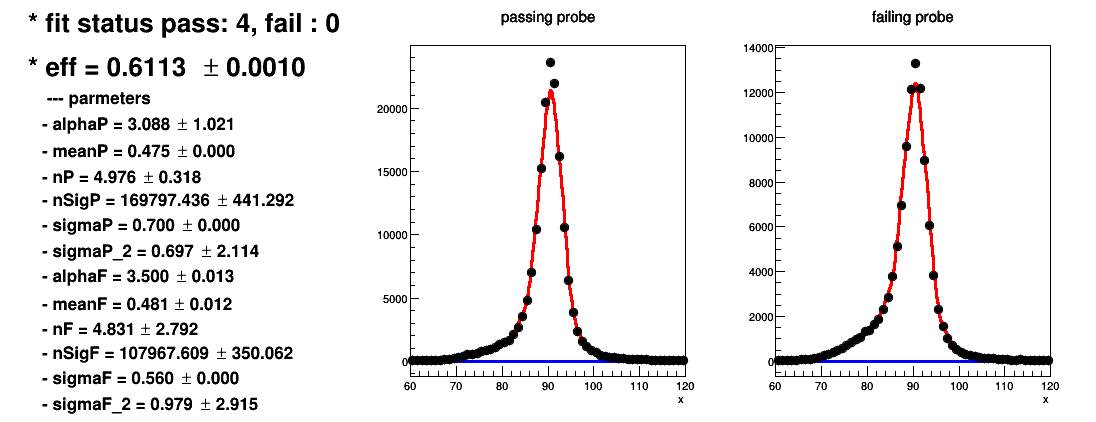 * fit status pass: 4, fail : 0
* eff = 0.6113 ± 0.0010
--- parmeters
- alphaP = 3.088 ± 1.021
- meanP = 0.475 ± 0.000
- nP = 4.976 ± 0.318
- nSigP = 169797.436 ± 441.292
- sigmaP = 0.700 ± 0.000
- sigmaP_2 = 0.697 ± 2.114
- alphaF = 3.500 ± 0.013
- meanF = 0.481 ± 0.012
- nF = 4.831 ± 2.792
- nSigF = 107967.609 ± 350.062
- sigmaF = 0.560 ± 0.000
- sigmaF_2 = 0.979 ± 2.915
passing probe
20000
15000
10000
5000
0
60 70 80 90 100 110 120
x
failing probe
14000
12000
10000
8000
6000
4000
2000
0
60 70 80 90 100 110 120
x